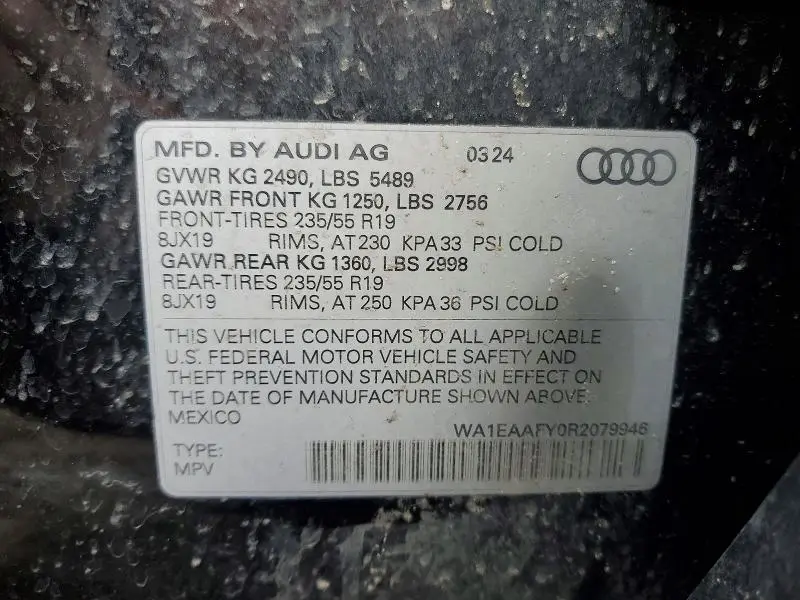 MFD. BY AUDI AG 03 24
GVWR KG 2490, LBS 5489
GAWR FRONT KG 1250, LBS 2756
FRONT-TIRES 235/55 R19
8JX19 RIMS, AT 230 KPA 33 PSI COLD
GAWR REAR KG 1360, LBS 2998
REAR-TIRES 235/55 R19
8JX19 RIMS, AT 250 KPA 36 PSI COLD
THIS VEHICLE CONFORMS TO ALL APPLICABLE
U.S. FEDERAL MOTOR VEHICLE SAFETY AND
THEFT PREVENTION STANDARDS IN EFFECT ON
THE DATE OF MANUFACTURE SHOWN ABOVE.
MEXICO
WA1EAAFY0R2079946
TYPE:
MPV